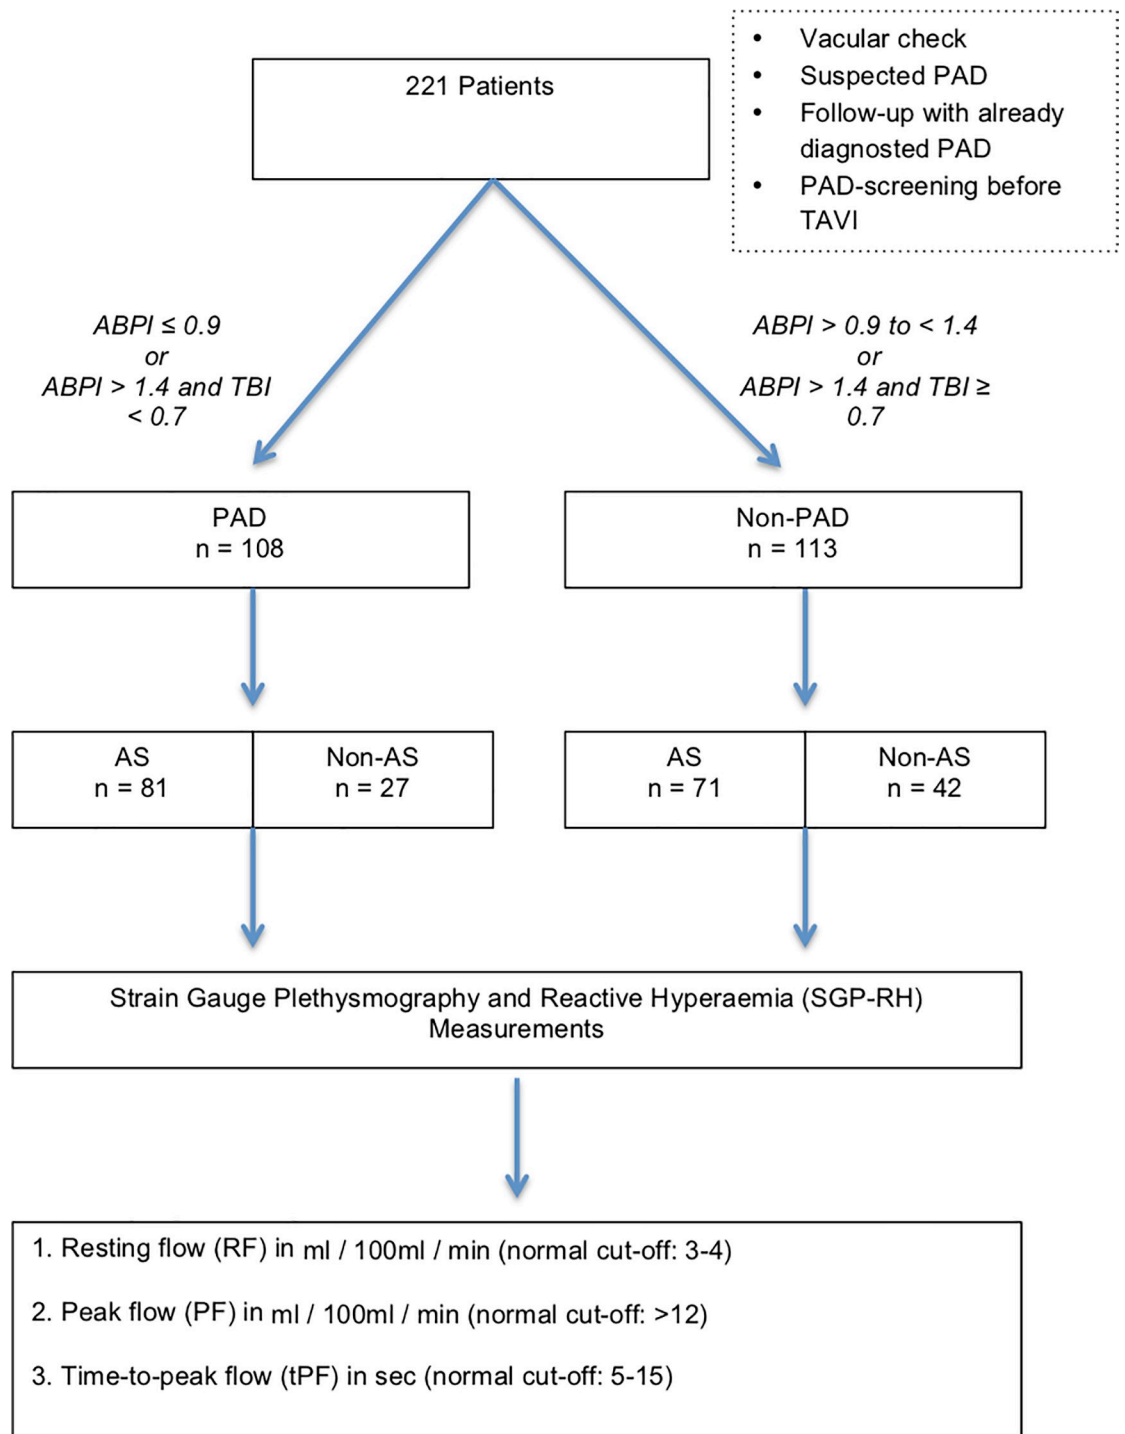 221 Patients
• Vacular check
• Suspected PAD
• Follow-up with already
diagnosted PAD
• PAD-screening before
TAVI
ABPI ≤ 0.9
or
ABPI > 1.4 and TBI
< 0.7
ABPI > 0.9 to < 1.4
or
ABPI > 1.4 and TBI ≥
0.7
PAD
n = 108
Non-PAD
n = 113
AS
n = 81
Non-AS
n = 27
AS
n = 71
Non-AS
n = 42
Strain Gauge Plethysmography and Reactive Hyperaemia (SGP-RH)
Measurements
1. Resting flow (RF) in ml / 100ml / min (normal cut-off: 3-4)
2. Peak flow (PF) in ml / 100ml / min (normal cut-off: >12)
3. Time-to-peak flow (tPF) in sec (normal cut-off: 5-15)